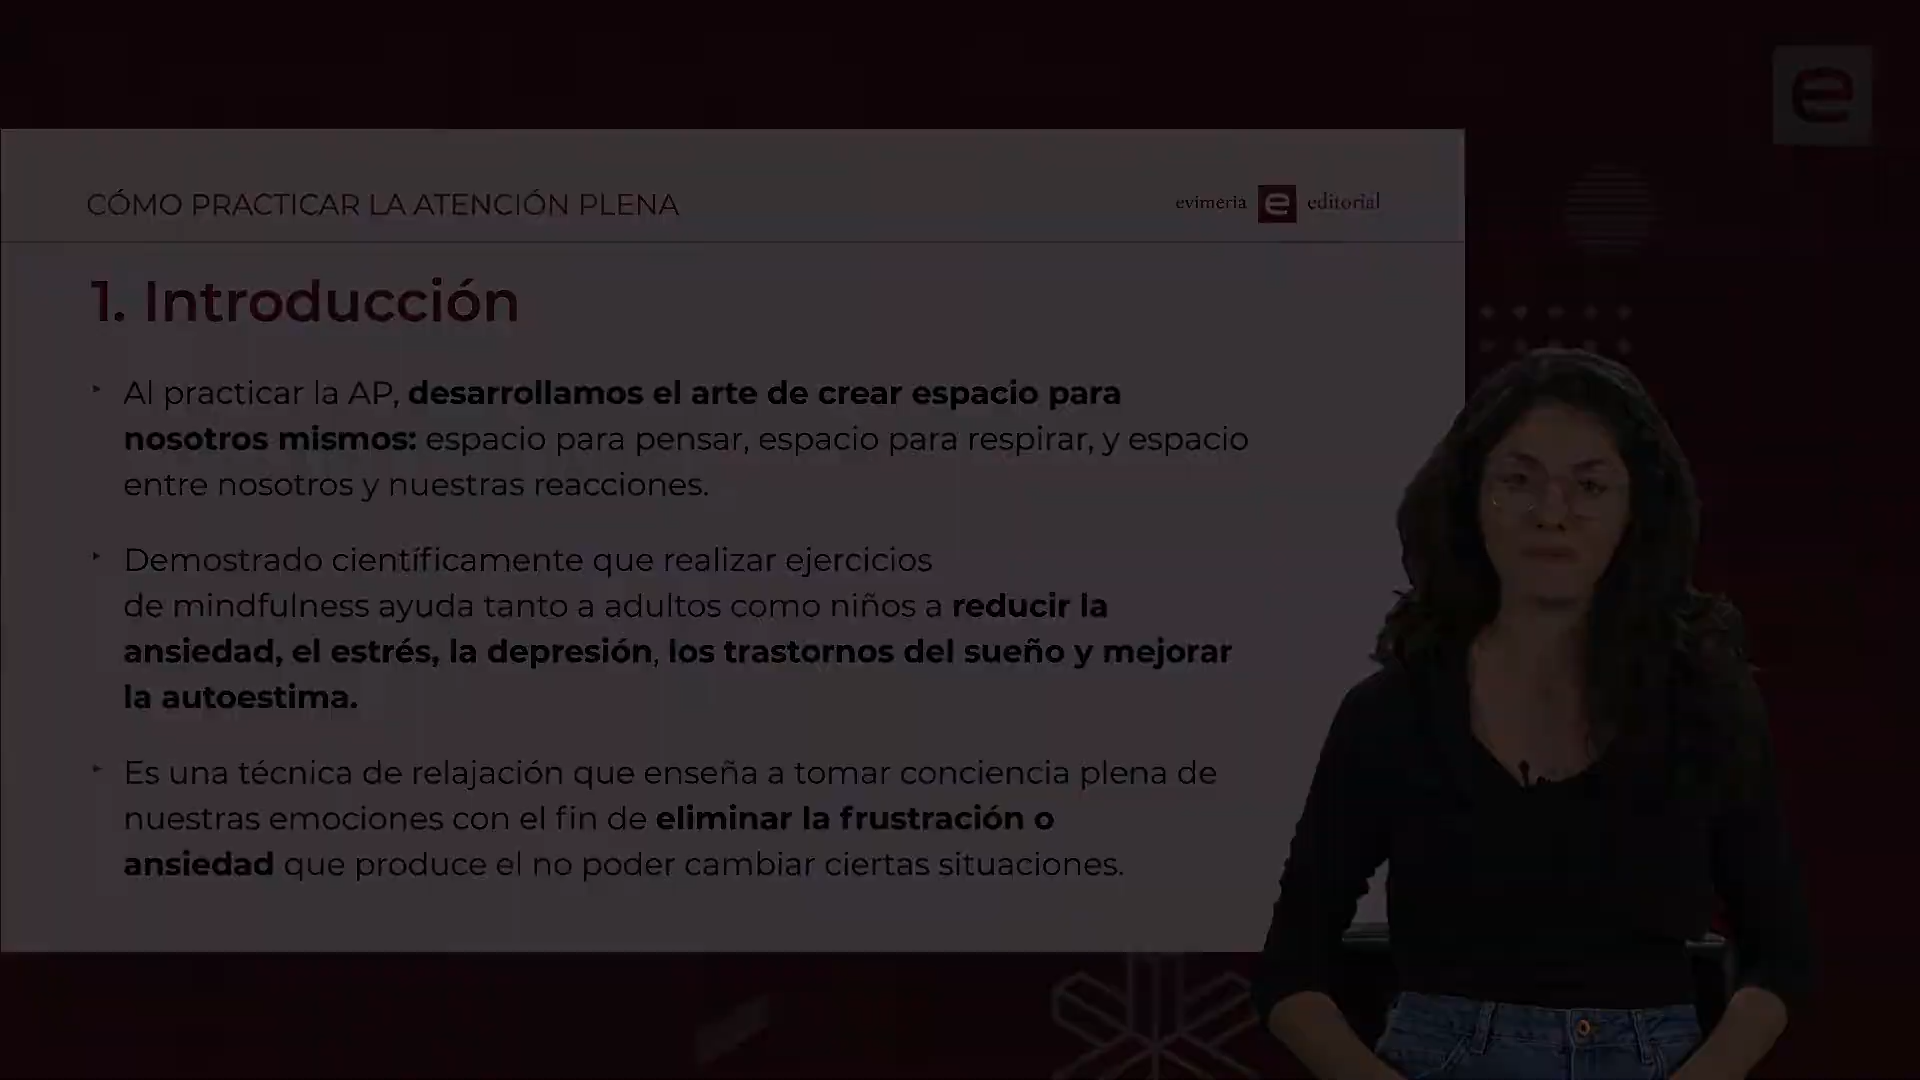 e
CÓMO PRACTICAR LA ATENCIÓN PLENA
evimeria e editorial
1. Introducción
‣ Al practicar la AP, desarrollamos el arte de crear espacio para
nosotros mismos: espacio para pensar, espacio para respirar, y espacio
entre nosotros y nuestras reacciones.
‣ Demostrado científicamente que realizar ejercicios
de mindfulness ayuda tanto a adultos como niños a reducir la
ansiedad, el estrés, la depresión, los trastornos del sueño y mejorar
la autoestima.
‣ Es una técnica de relajación que enseña a tomar conciencia plena de
nuestras emociones con el fin de eliminar la frustración o
ansiedad que produce el no poder cambiar ciertas situaciones.